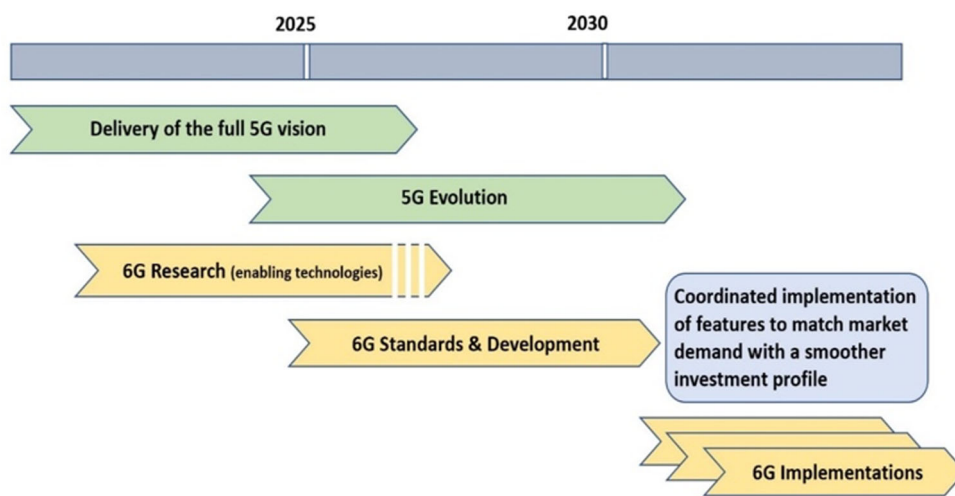 2025
2030
Delivery of the full 5G vision
5G Evolution
6G Research (enabling technologies)
6G Standards & Development
Coordinated implementation
of features to match market
demand with a smoother
investment profile
6G Implementations